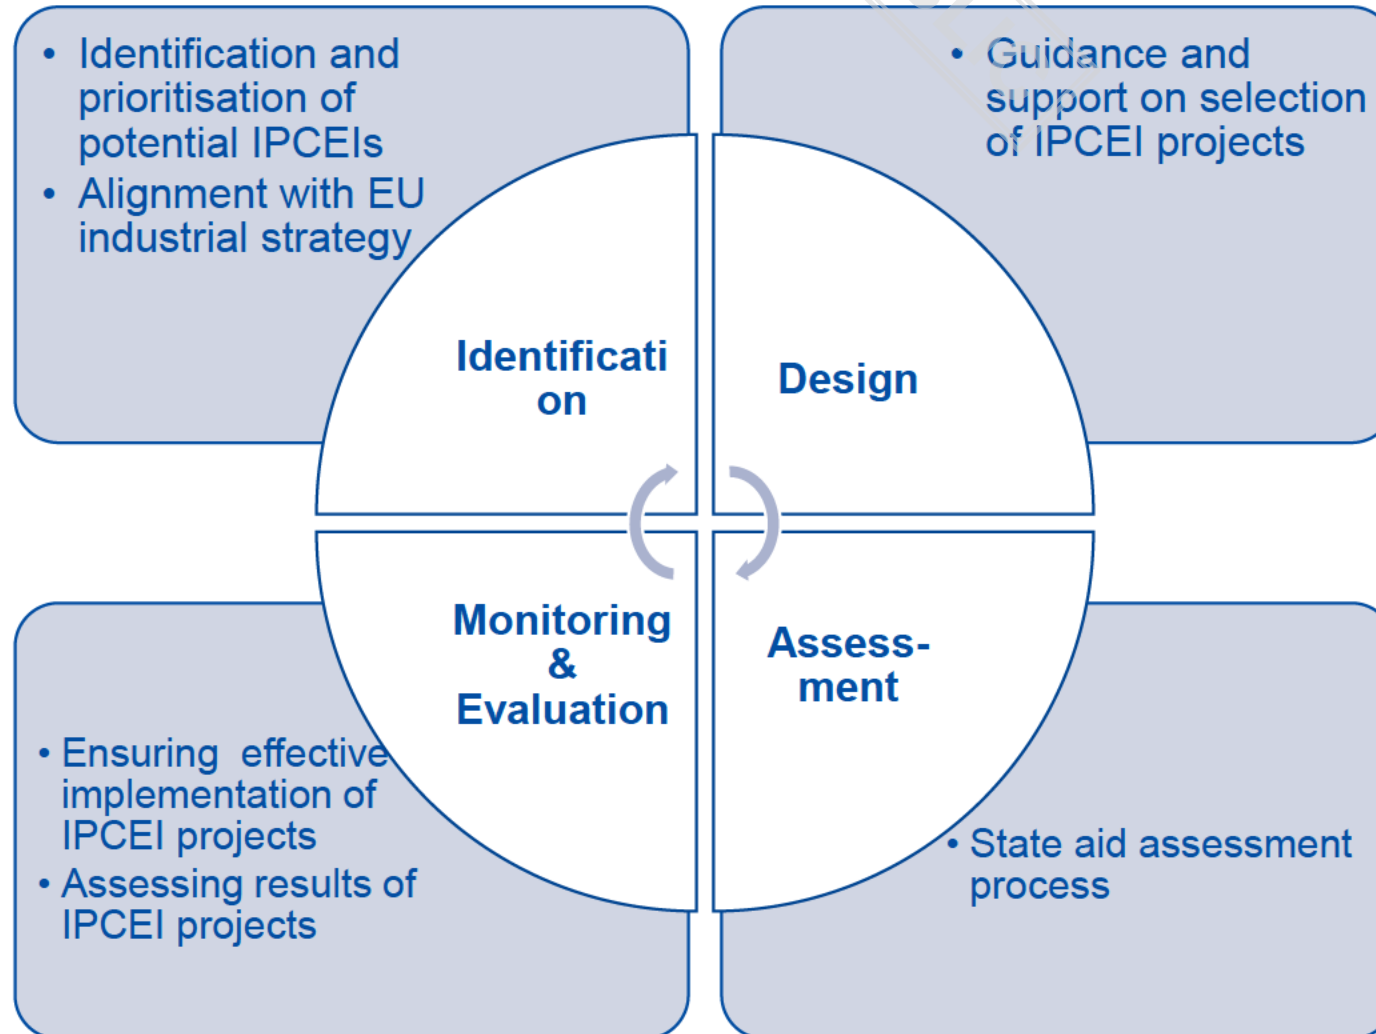 • Identification and
prioritisation of
potential IPCEIs
• Alignment with EU
industrial strategy
• Guidance and
support on selection
of IPCEI projects
Identificati
on
Design
Monitoring
&
Evaluation
Assess-
ment
• Ensuring effective
implementation of
IPCEI projects
• Assessing results of
IPCEI projects
• State aid assessment
process